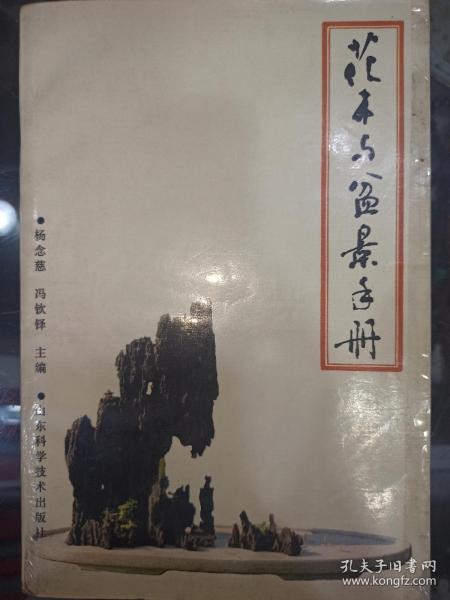 花木与盆景手册
●杨念慈 冯钦铎 主编 ●山东科学技术出版社
孔夫子旧书网
www.kongfz.com